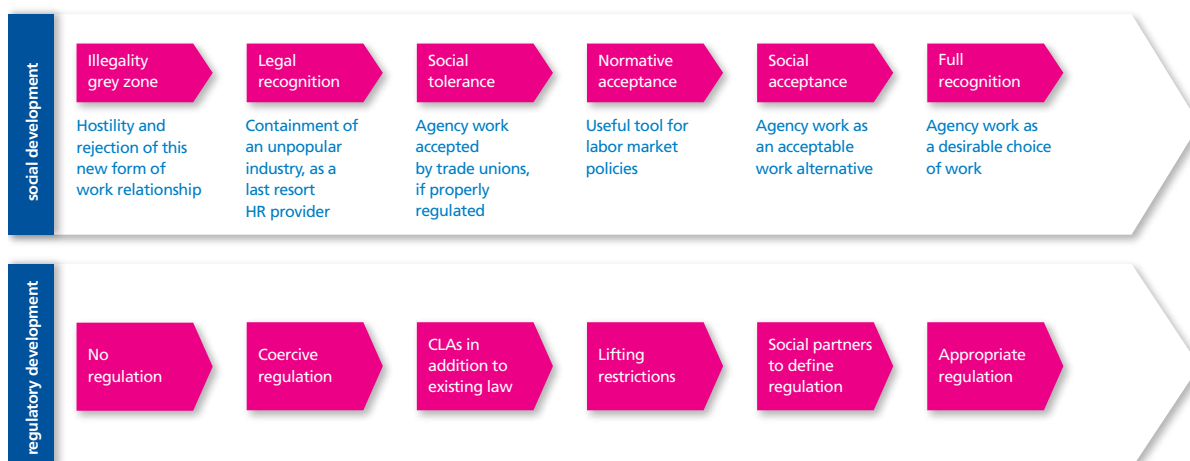 social development
Illegality
grey zone
Hostility and
rejection of this
new form of
work relationship
Legal
recognition
Containment of
an unpopular
industry, as a
last resort
HR provider
Social
tolerance
Agency work
accepted
by trade unions,
if properly
regulated
Normative
acceptance
Useful tool for
labor market
policies
Social
acceptance
Agency work as
an acceptable
work alternative
Full
recognition
Agency work as
a desirable choice
of work
regulatory development
No
regulation
Coercive
regulation
CLAs in
addition to
existing law
Lifting
restrictions
Social partners
to define
regulation
Appropriate
regulation